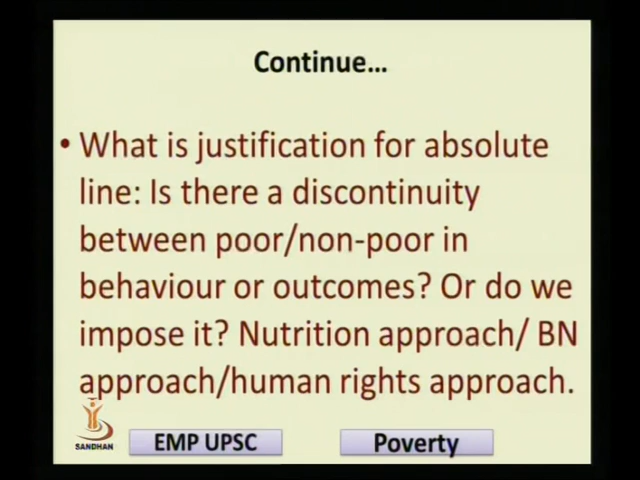 Continue...
• What is justification for absolute
line: Is there a discontinuity
between poor/non-poor in
behaviour or outcomes? Or do we
impose it? Nutrition approach/ BN
approach/human rights approach.
SANDHAN
EMP UPSC
Poverty